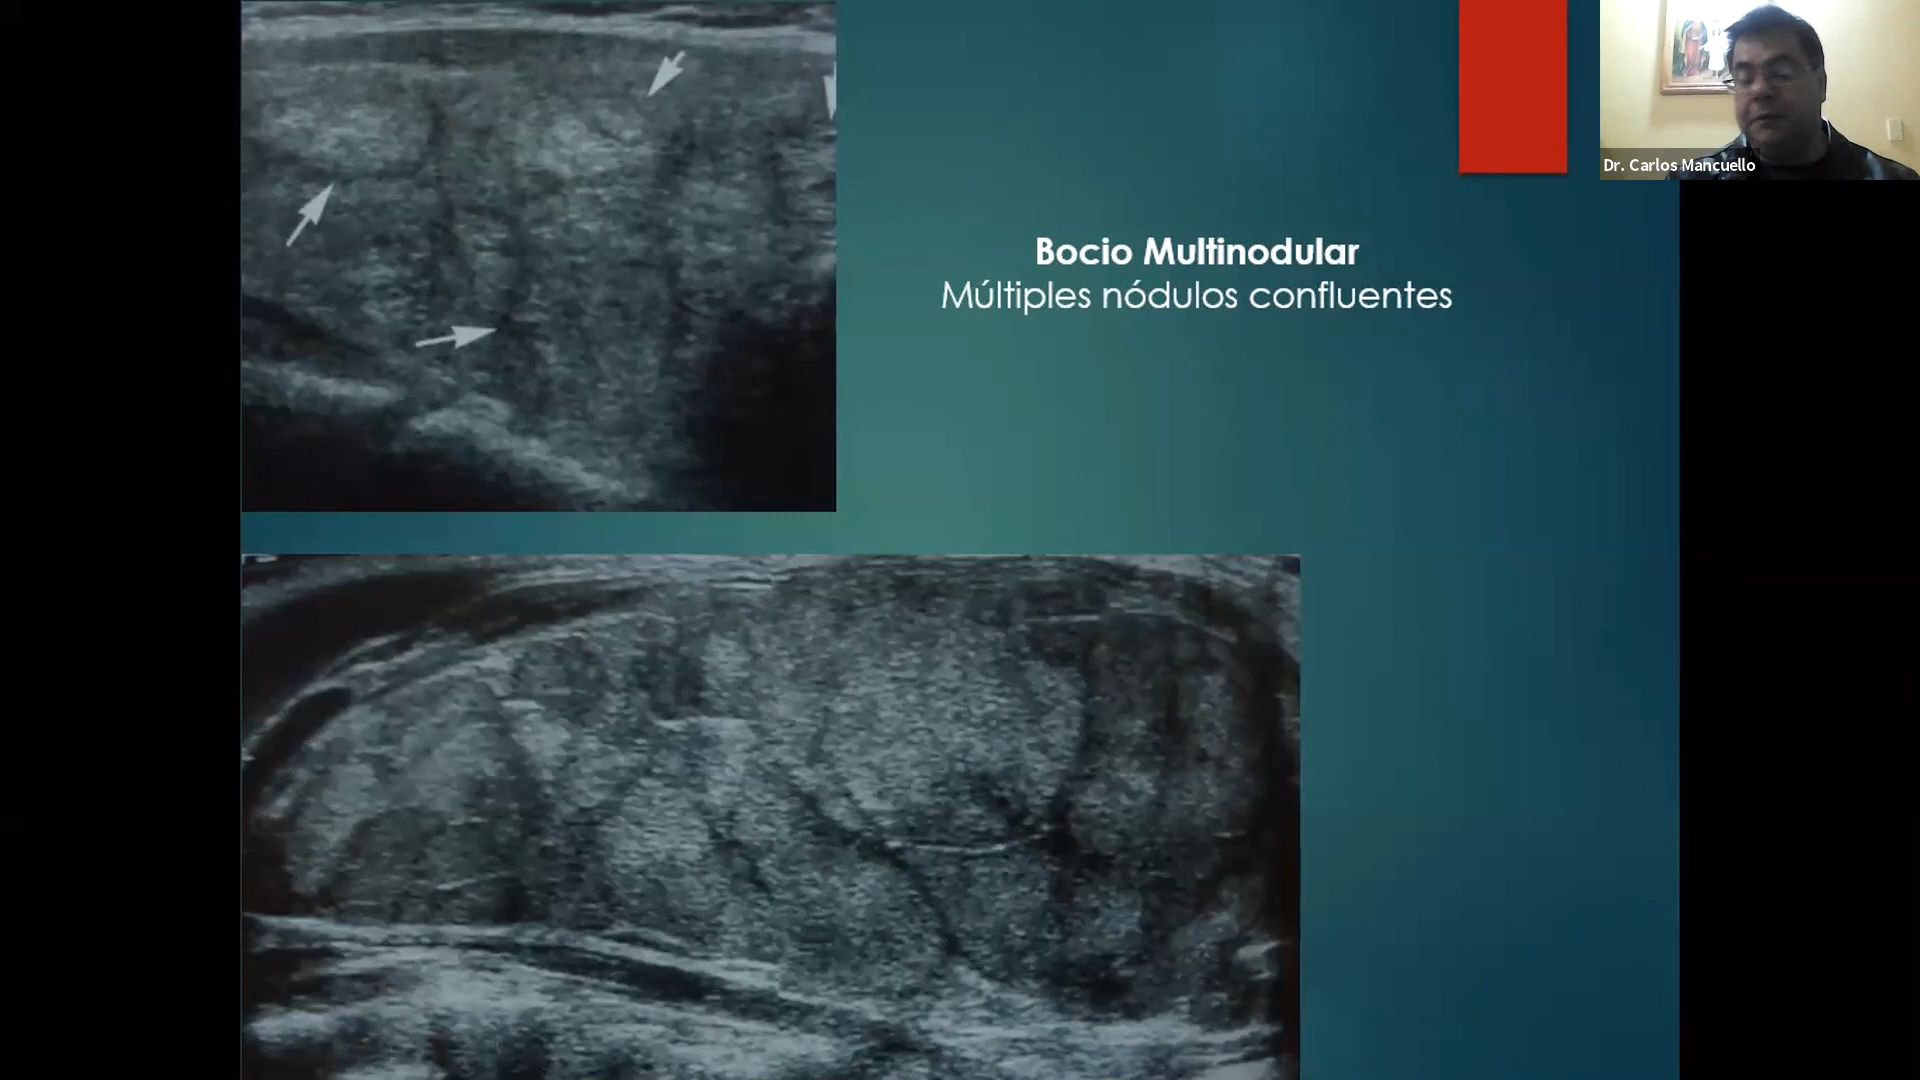 Bocio Multinodular
Múltiples nódulos confluentes
Dr. Carlos Mancuello